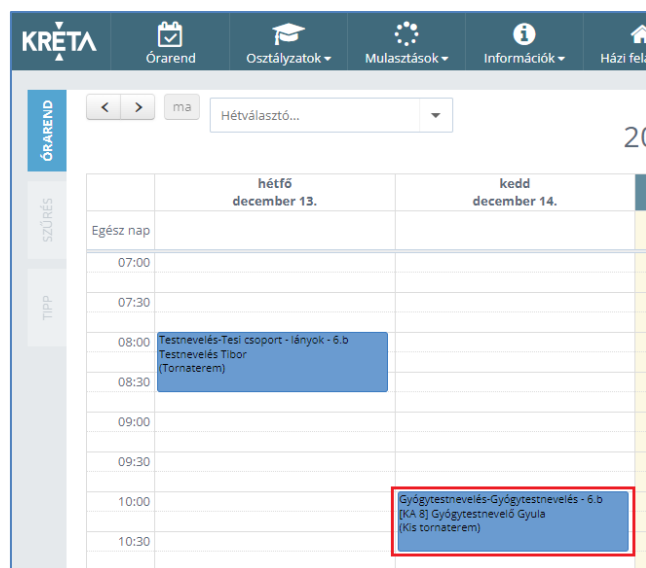 KRÉTA
Órarend
Osztályzatok
Mulasztások
Információk
Házi fel
ÓRAREND
SZŰRÉS
TIPP
ma
Hétválasztó...
20
hétfő
december 13.
kedd
december 14.
Egész nap
07:00
07:30
08:00
08:30
09:00
09:30
10:00
10:30
Testnevelés-Tesi csoport - lányok - 6.b
Testnevelés Tibor
(Tornaterem)
Gyógytestnevelés-Gyógytestnevelés - 6.b
[KA 8] Gyógytestnevelő Gyula
(Kis tornaterem)